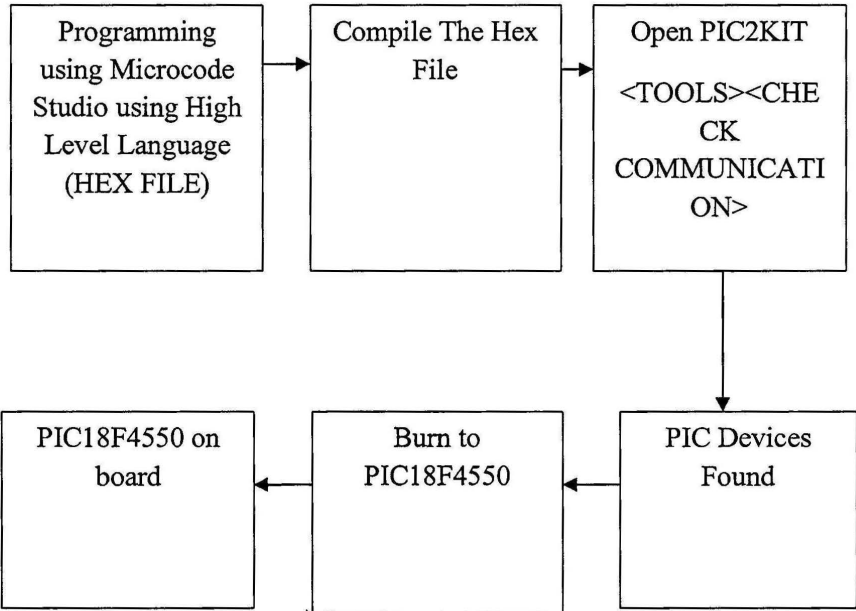 Programming
using Microcode
Studio using High
Level Language
(HEX FILE)
Compile The Hex
File
Open PIC2KIT
<TOOLS><CHE
CK
COMMUNICATI
ON>
PIC Devices
Found
Burn to
PIC18F4550
PIC18F4550 on
board